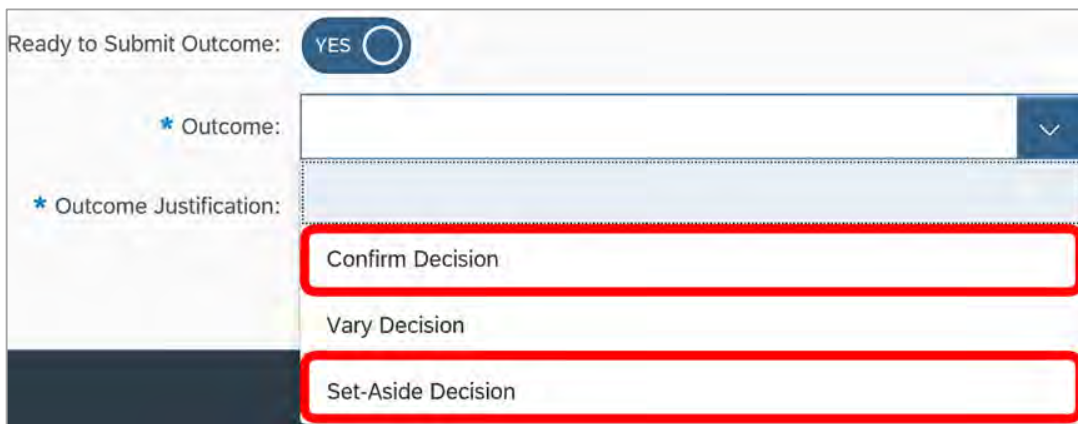 Ready to Submit Outcome: YES
* Outcome:
* Outcome Justification:
Confirm Decision
Vary Decision
Set-Aside Decision